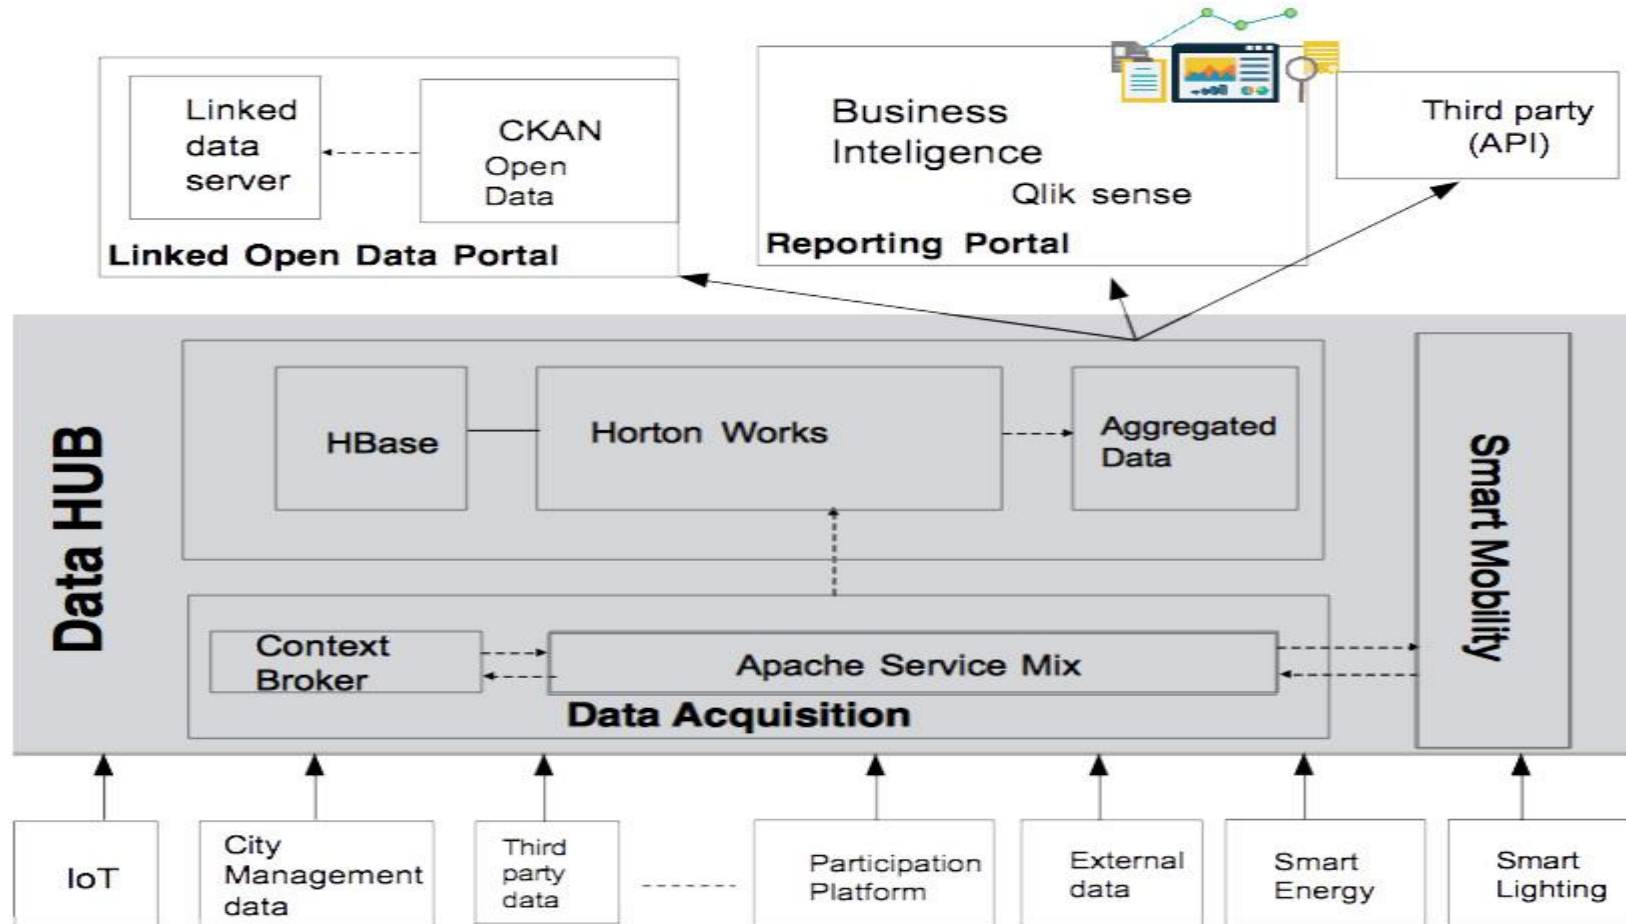 Linked
data
server
CKAN
Open
Data
Linked Open Data Portal
Business
Inteligence
Qlik sense
Reporting Portal
Third party
(API)
Data HUB
HBase
Horton Works
Aggregated
Data
Smart Mobility
Context
Broker
Apache Service Mix
Data Acquisition
IoT
City
Management
data
Third
party
data
Participation
Platform
External
data
Smart
Energy
Smart
Lighting